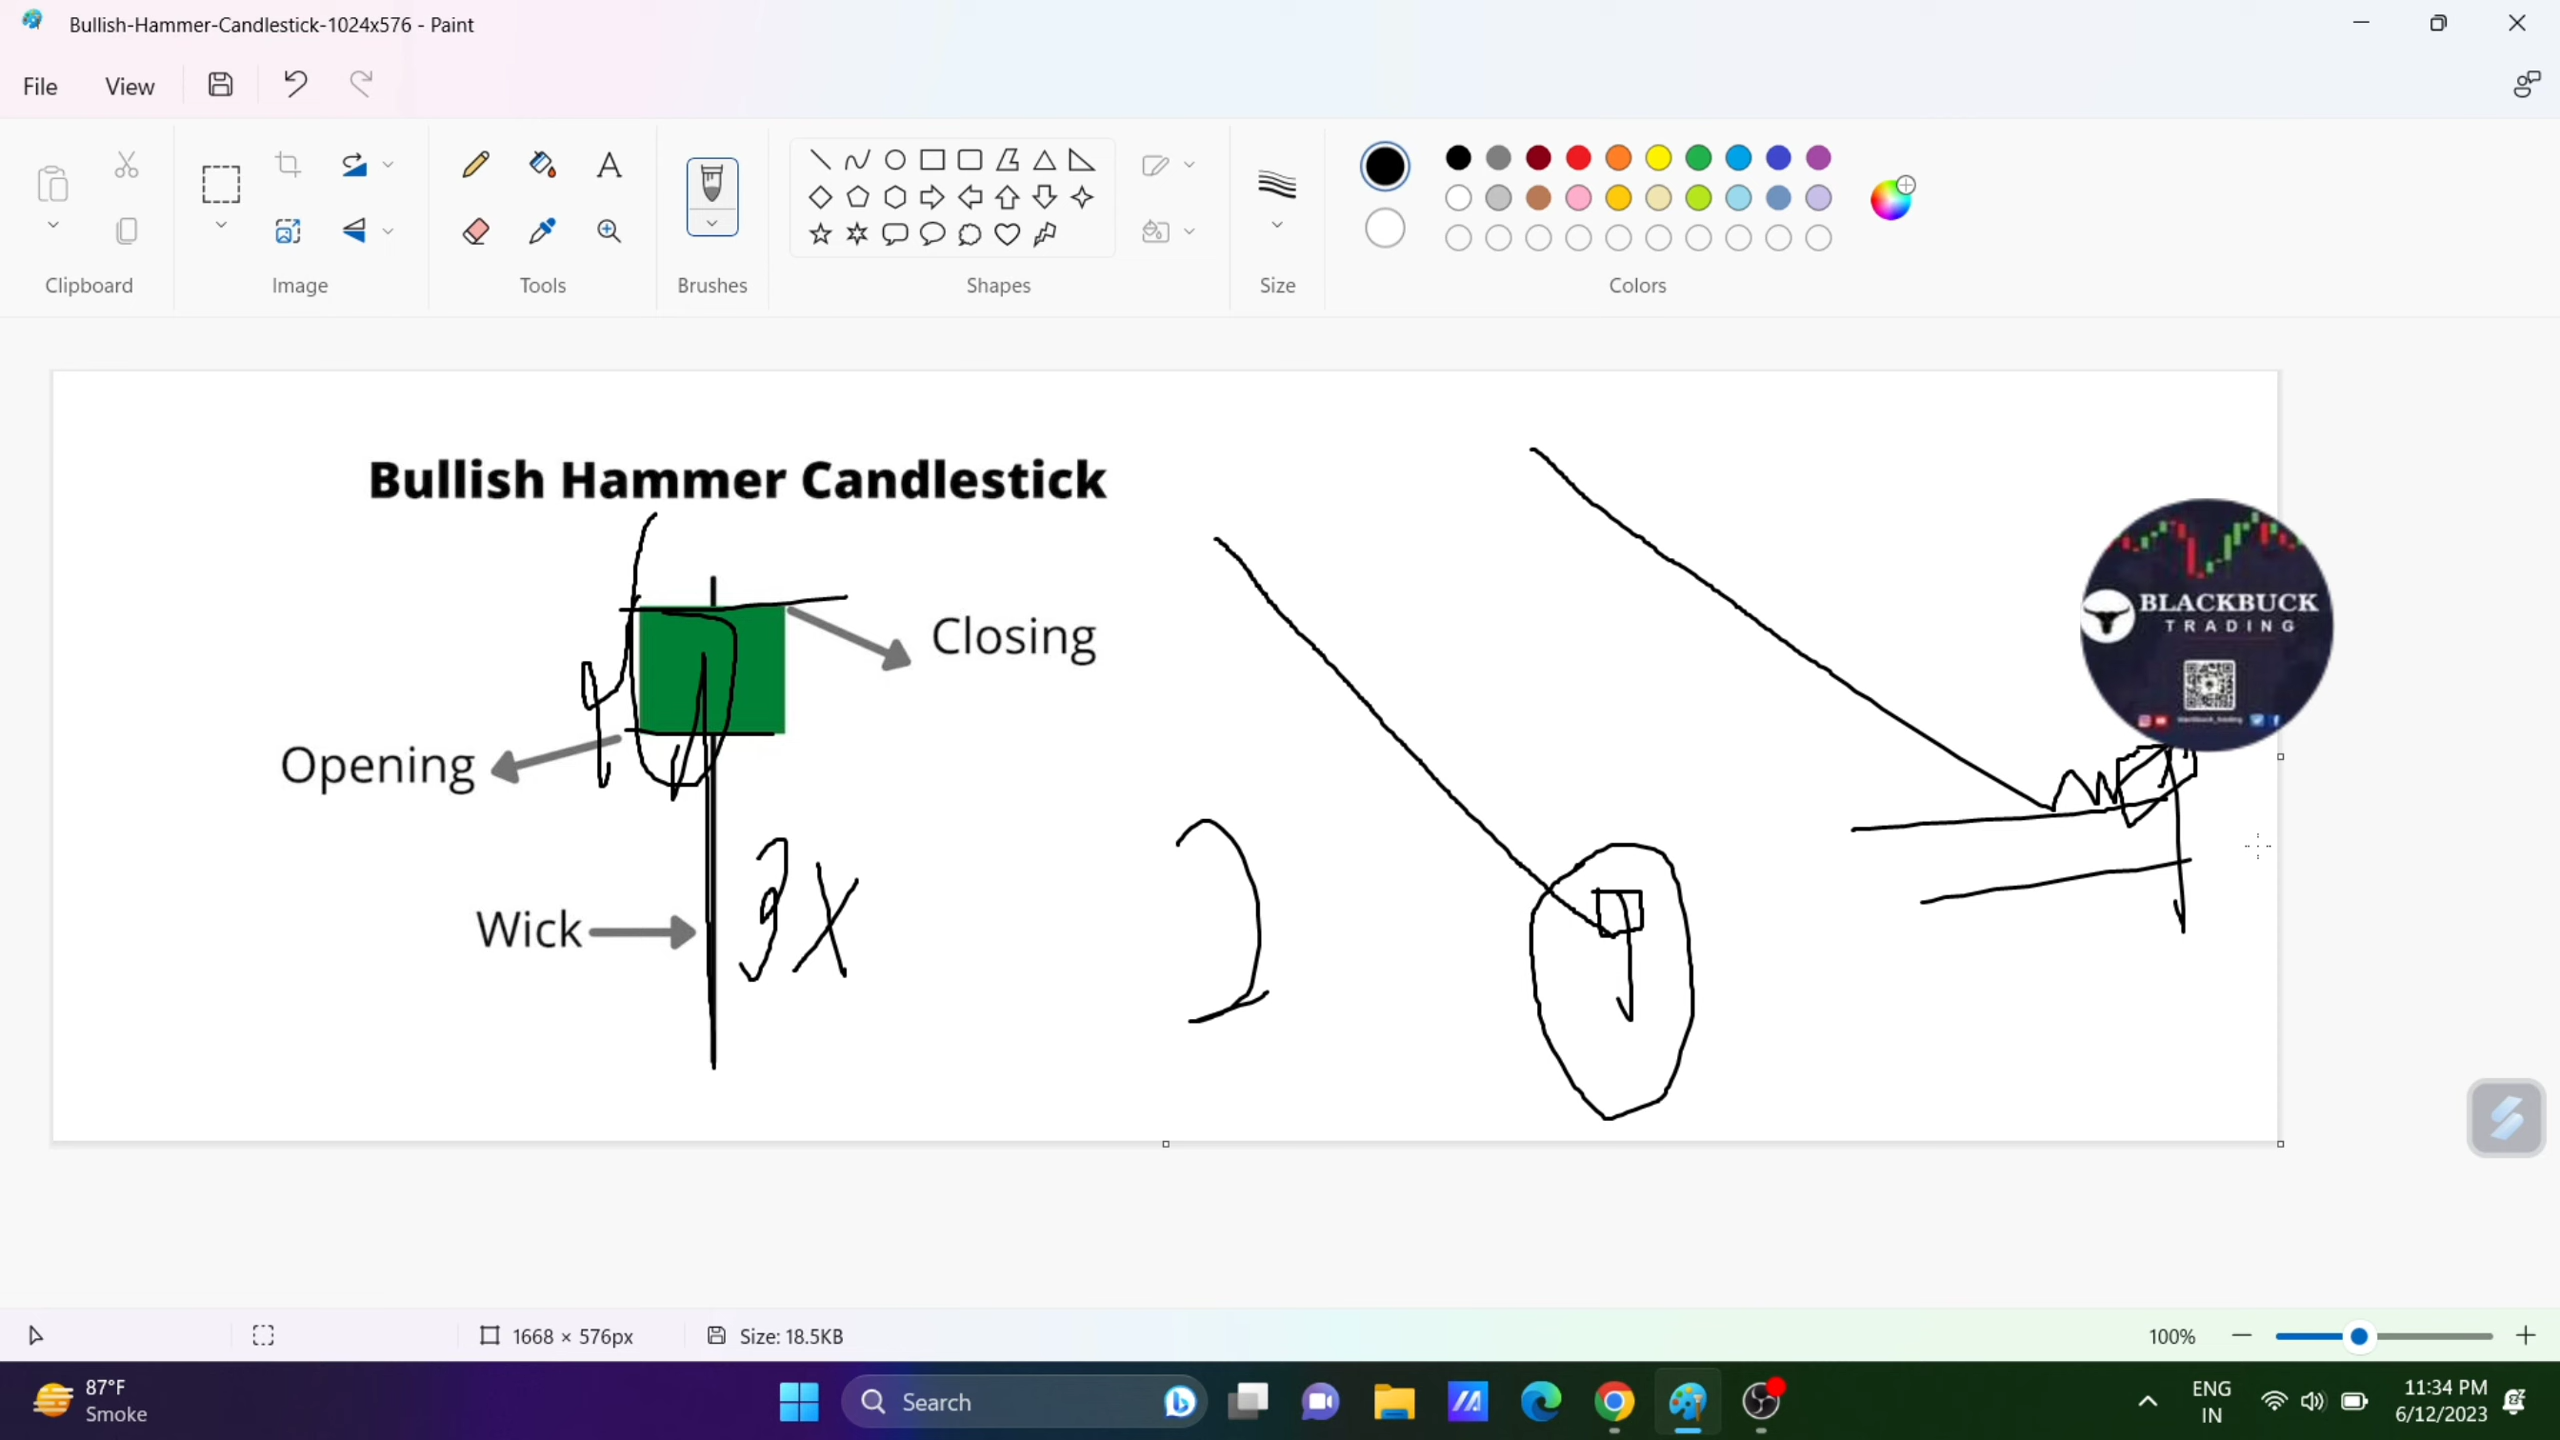 Bullish-Hammer-Candlestick-1024x576 - Paint
File View
Clipboard Image Tools Brushes Shapes Size Colors
Bullish Hammer Candlestick
Closing
Opening
Wick
3X
BLACKBUCK
TRADING
1668 × 576px
Size: 18.5KB
100%
87°F
Smoke
Search
ENG
IN
11:34 PM
6/12/2023